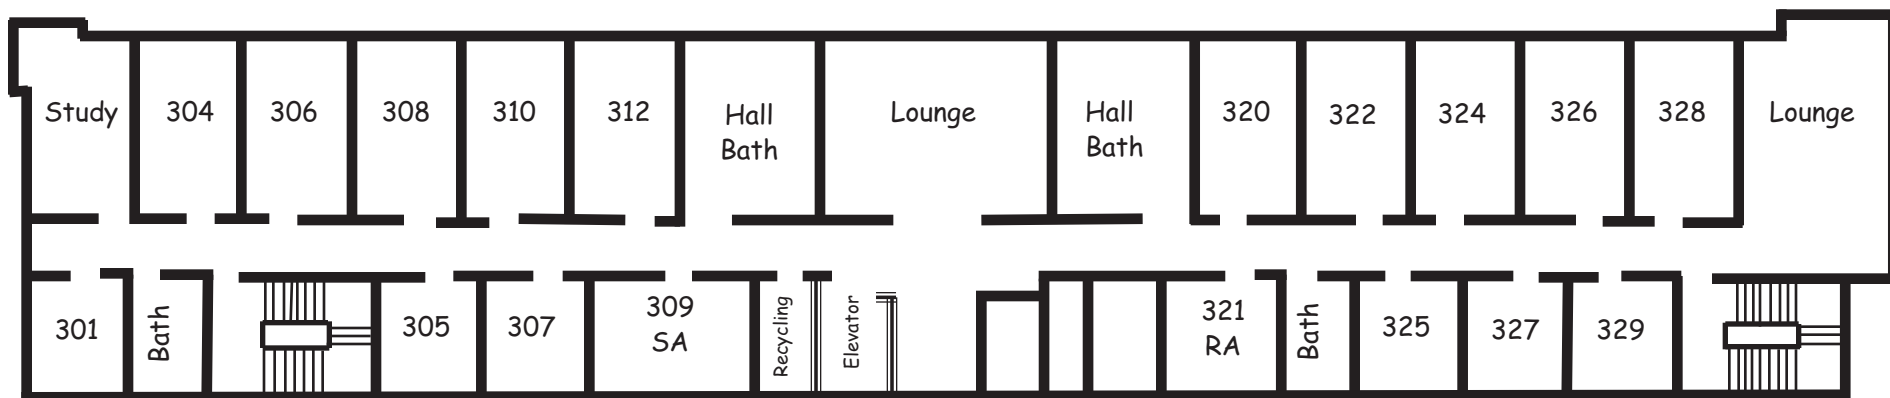 Study
304
306
308
310
312
Hall
Bath
Lounge
Hall
Bath
320
322
324
326
328
Lounge
301
Bath
305
307
309
SA
Recycling
Elevator
321
RA
Bath
325
327
329